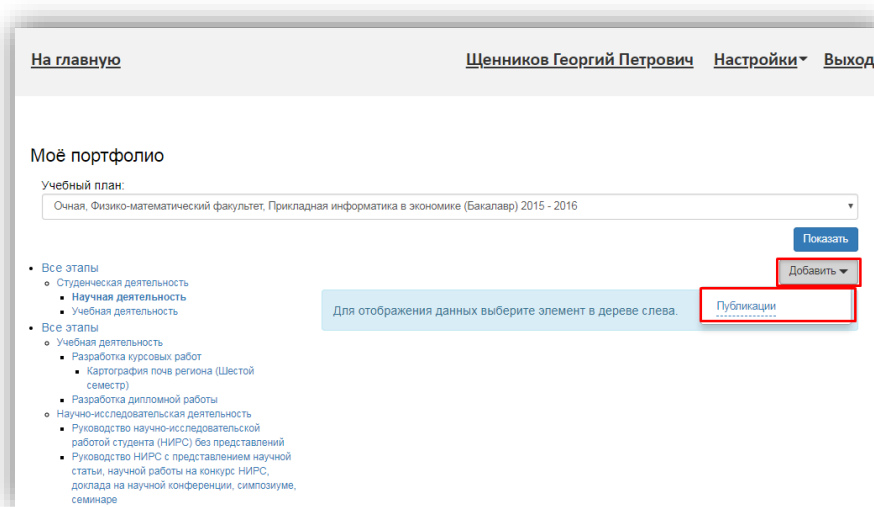 На главную
Щенников Георгий Петрович Настройки Выход
Моё портфолио
Учебный план:
Очная, Физико-математический факультет, Прикладная информатика в экономике (Бакалавр) 2015 - 2016
Показать
Добавить
Публикации
Для отображения данных выберите элемент в дереве слева.
Все этапы
Студенческая деятельность
Научная деятельность
Учебная деятельность
Все этапы
Учебная деятельность
Разработка курсовых работ
Картография почв региона (Шестой
семестр)
Разработка дипломной работы
Научно-исследовательская деятельность
Руководство научно-исследовательской
работой студента (НИРС) без представлений
Руководство НИРС с представлением научной
статьи, научной работы на конкурс НИРС,
доклада на научной конференции, симпозиуме,
семинаре